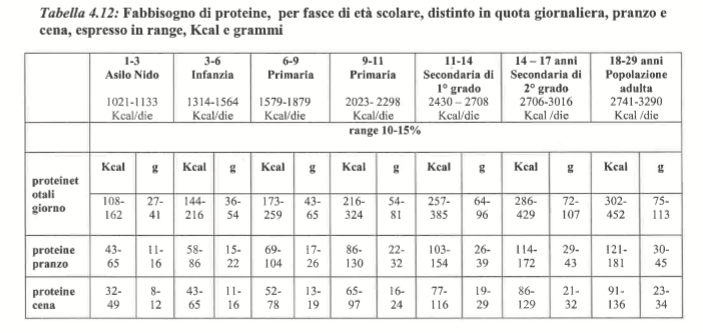 Tabella 4.12: Fabbisogno di proteine, per fasce di età scolare, distinto in quota giornaliera, pranzo e
cena, espresso in range, Kcal e grammi
1-3 3-6 6-9 9-11 11-14 14 – 17 anni 18-29 anni
Asilo Nido Infanzia Primaria Primaria Secondaria di Secondaria di Popolazione
1° grado 2° grado adulta
1021-1133 1314-1564 1579-1879 2023- 2298 2430 – 2708 2706-3016 2741-3290
Kcal/die Kcal/die Kcal/die Kcal/die Kcal/die Kcal /die Kcal /die
range 10-15%
Kcal g Kcal g Kcal g Kcal g Kcal g Kcal g Kcal g
proteinet
otali
giorno
108- 27- 144- 36- 173- 43- 216- 54- 257- 64- 286- 72- 302- 75-
162 41 216 54 259 65 324 81 385 96 429 107 452 113
proteine 43- 11- 58- 15- 69- 17- 86- 22- 103- 26- 114- 29- 121- 30-
pranzo 65 16 86 22 104 26 130 32 154 39 172 43 181 45
proteine 32- 8- 43- 11- 52- 13- 65- 16- 77- 19- 86- 21- 91- 23-
cena 49 12 65 16 78 19 97 24 116 29 129 32 136 34